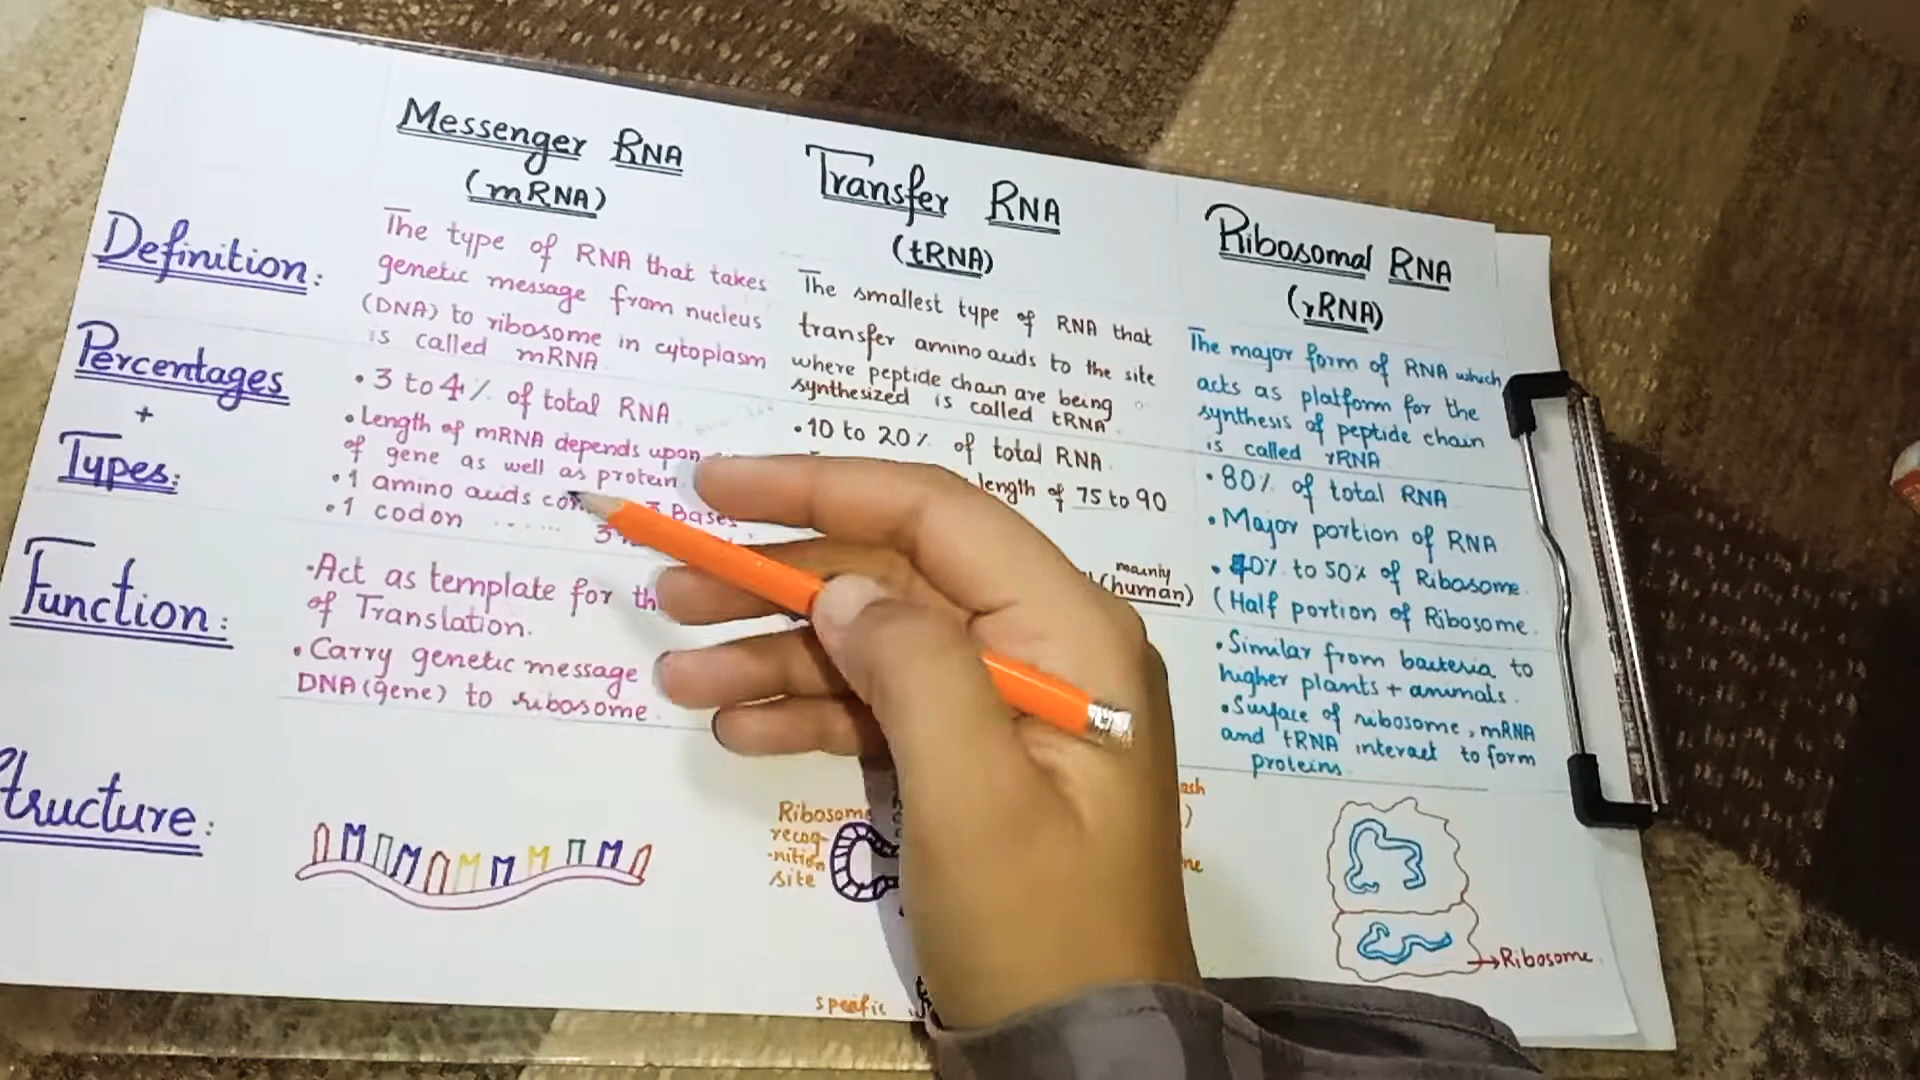 Messenger RNA
(mRNA)
Transfer RNA
(tRNA)
Ribosomal RNA
(rRNA)
Definition:
The type of RNA that takes
genetic message from nucleus
(DNA) to ribosome in cytoplasm
is called mRNA
The smallest type of RNA that
transfer amino acids to the site
where peptide chain are being
synthesized is called tRNA.
The major form of RNA which
acts as platform for the
synthesis of peptide chain
is called rRNA
Percentages
+
Types:
• 3 to 4% of total RNA
• Length of mRNA depends upon
of gene as well as protein.
• 1 amino acids 3 Bases
• 1 codon ...... 3
• 10 to 20% of total RNA.
length of 75 to 90
mainly
(human)
• 80% of total RNA
• Major portion of RNA
• 40% to 50% of Ribosome.
(Half portion of Ribosome.
Function:
• Act as template for
of Translation.
• Carry genetic message
DNA (gene) to ribosome.
• Similar from bacteria to
higher plants + animals.
• Surface of ribosome, mRNA
and tRNA interact to form
proteins.
Structure:
Ribosome
recog-
-nition
site
specific
→Ribosome.